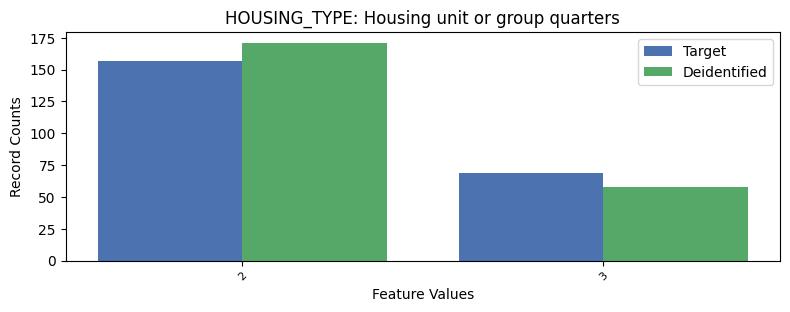 HOUSING_TYPE: Housing unit or group quarters
Record Counts
175
150
125
100
75
50
25
0
Target
Deidentified
2
3
Feature Values